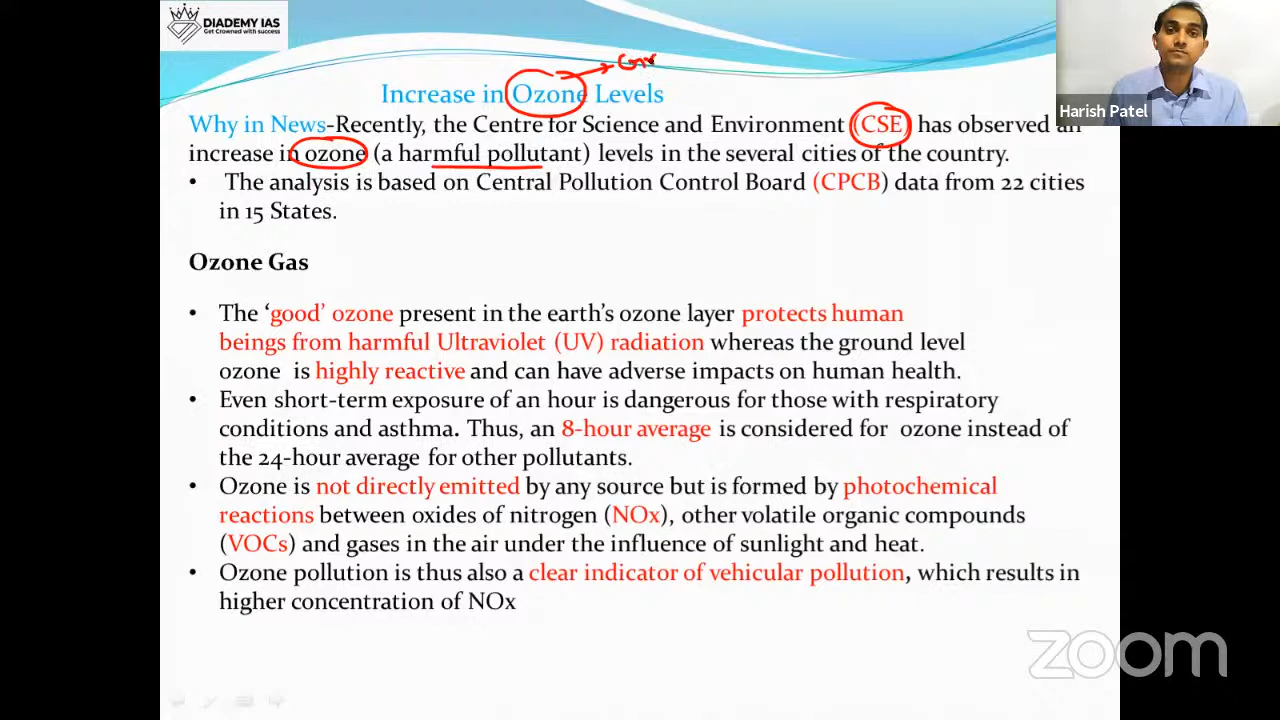 DIADEMY IAS
Get Crowned with success
Harish Patel
Increase in Ozone Levels
Why in News-Recently, the Centre for Science and Environment (CSE) has observed an
increase in ozone (a harmful pollutant) levels in the several cities of the country.
• The analysis is based on Central Pollution Control Board (CPCB) data from 22 cities
in 15 States.
Ozone Gas
• The ‘good’ ozone present in the earth’s ozone layer protects human
beings from harmful Ultraviolet (UV) radiation whereas the ground level
ozone is highly reactive and can have adverse impacts on human health.
• Even short-term exposure of an hour is dangerous for those with respiratory
conditions and asthma. Thus, an 8-hour average is considered for ozone instead of
the 24-hour average for other pollutants.
• Ozone is not directly emitted by any source but is formed by photochemical
reactions between oxides of nitrogen (NOx), other volatile organic compounds
(VOCs) and gases in the air under the influence of sunlight and heat.
• Ozone pollution is thus also a clear indicator of vehicular pollution, which results in
higher concentration of NOx
zoom